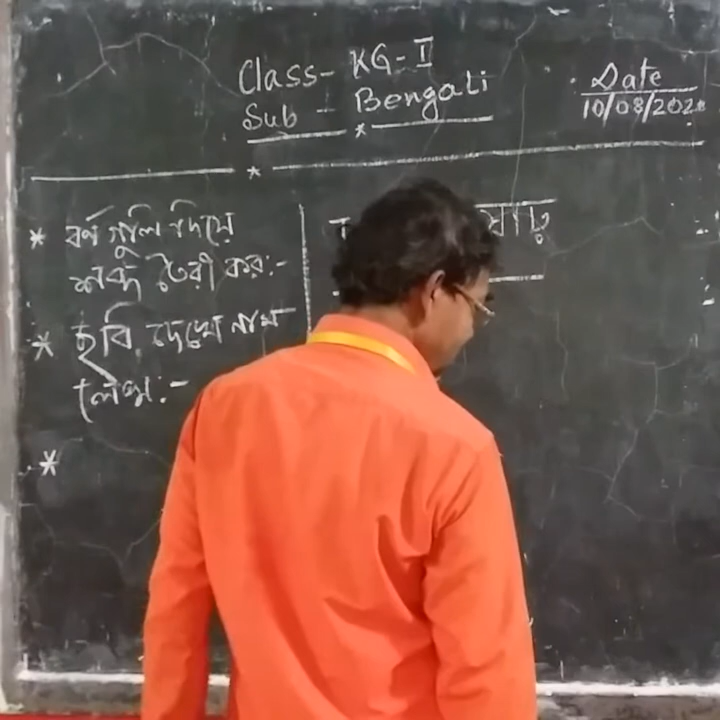 Class- KG-II
Sub - Bengali
Date
10/08/2020
* বর্ণ গুলি দিয়ে
শব্দ তৈরী কর:-
* ছবি দেখে নাম
লেখ:-
*